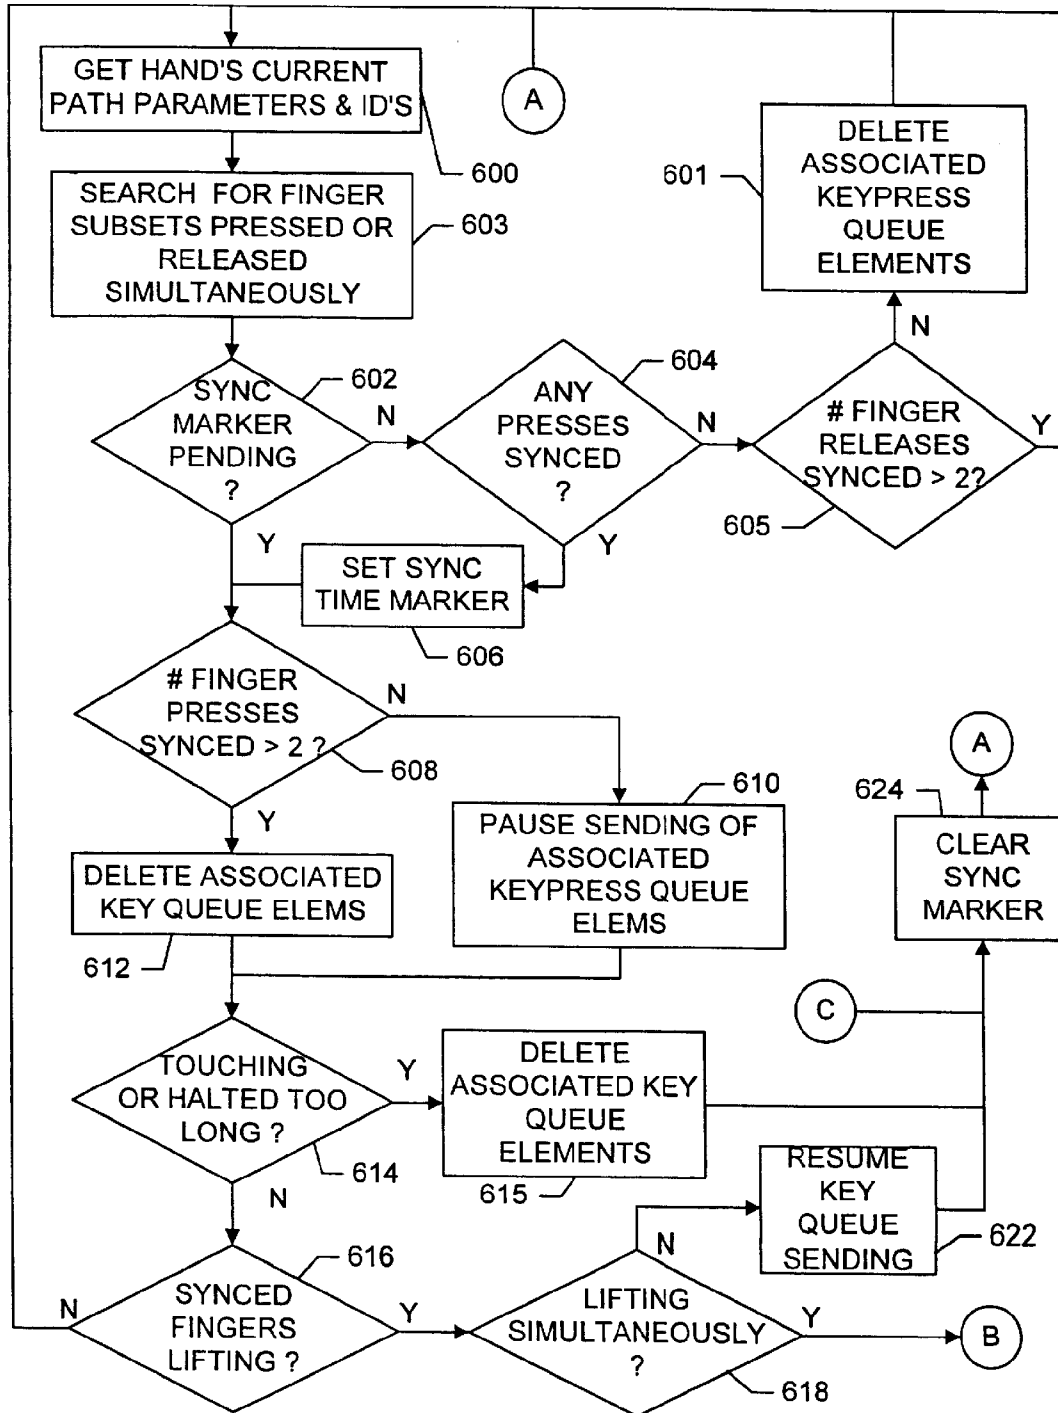 GET HAND'S CURRENT
PATH PARAMETERS & ID'S
600
A
DELETE
ASSOCIATED
KEYPRESS
QUEUE
ELEMENTS
601
SEARCH FOR FINGER
SUBSETS PRESSED OR
RELEASED
SIMULTANEOUSLY
603
N
SYNC
MARKER
PENDING
?
602
N
Y
ANY
PRESSES
SYNCED
?
604
N
Y
# FINGER
RELEASES
SYNCED > 2?
605
Y
SET SYNC
TIME MARKER
606
# FINGER
PRESSES
SYNCED > 2 ?
608
N
Y
PAUSE SENDING OF
ASSOCIATED
KEYPRESS QUEUE
ELEMS
610
A
624
CLEAR
SYNC
MARKER
DELETE ASSOCIATED
KEY QUEUE ELEMS
612
C
TOUCHING
OR HALTED TOO
LONG ?
614
Y
N
DELETE
ASSOCIATED KEY
QUEUE
ELEMENTS
615
RESUME
KEY
QUEUE
SENDING
622
SYNCED
FINGERS
LIFTING ?
616
N
Y
LIFTING
SIMULTANEOUSLY
?
618
N
Y
B